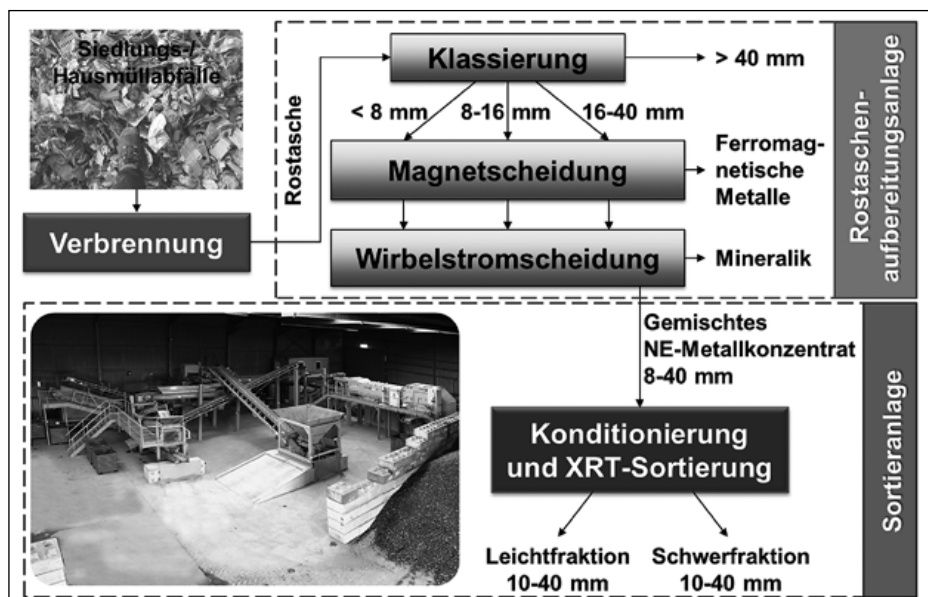 Siedlungs-/
Hausmüllabfälle
Verbrennung
Rostasche
Klassierung
> 40 mm
< 8 mm
8-16 mm
16-40 mm
Magnetscheidung
Ferromag-
netische
Metalle
Wirbelstromscheidung
Mineralik
Rostaschen-
aufbereitungsanlage
Gemischtes
NE-Metallkonzentrat
8-40 mm
Konditionierung
und XRT-Sortierung
Leichtfraktion
10-40 mm
Schwerfraktion
10-40 mm
Sortieranlage